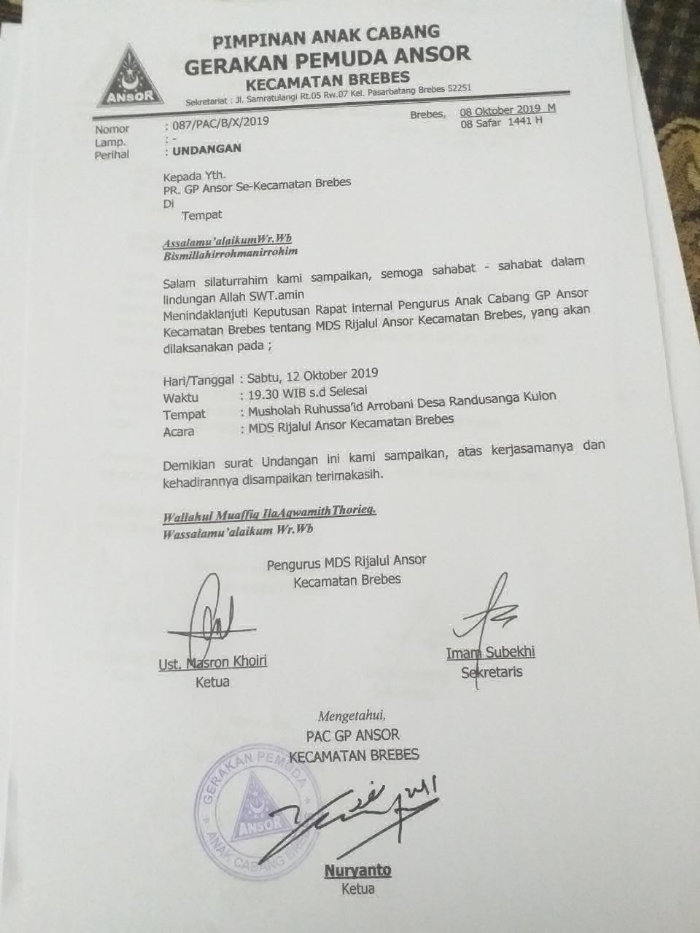 PIMPINAN ANAK CABANG
GERAKAN PEMUDA ANSOR
KECAMATAN BREBES
Sekretariat : Jl. Samratulangi Rt.05 Rw.07 Kel. Pasarbatang Brebes 52251
ANSOR
Nomor : 087/PAC/B/X/2019
Brebes, 08 Oktober 2019 M
08 Safar 1441 H
Lamp. : -
Perihal : UNDANGAN
Kepada Yth.
PR. GP Ansor Se-Kecamatan Brebes
Di
Tempat
Assalamu'alaikumWr.Wb
Bismillahirrohmanirrohim
Salam silaturrahim kami sampaikan, semoga sahabat - sahabat dalam
lindungan Allah SWT.amin
Menindaklanjuti Keputusan Rapat Internal Pengurus Anak Cabang GP Ansor
Kecamatan Brebes tentang MDS Rijalul Ansor Kecamatan Brebes, yang akan
dilaksanakan pada ;
Hari/Tanggal : Sabtu, 12 Oktober 2019
Waktu : 19.30 WIB s.d Selesai
Tempat : Musholah Ruhussa'id Arrobani Desa Randusanga Kulon
Acara : MDS Rijalul Ansor Kecamatan Brebes
Demikian surat Undangan ini kami sampaikan, atas kerjasamanya dan
kehadirannya disampaikan terimakasih.
Wallahul Muaffiq IlaAqwamithThorieq.
Wassalamu'alaikum Wr.Wb
Pengurus MDS Rijalul Ansor
Kecamatan Brebes
Ust. Masron Khoiri
Ketua
Imam Subekhi
Sekretaris
Mengetahui,
PAC GP ANSOR
KECAMATAN BREBES
GERAKAN PEMUDA
ANSOR
ANAK CABANG
Nuryanto
Ketua